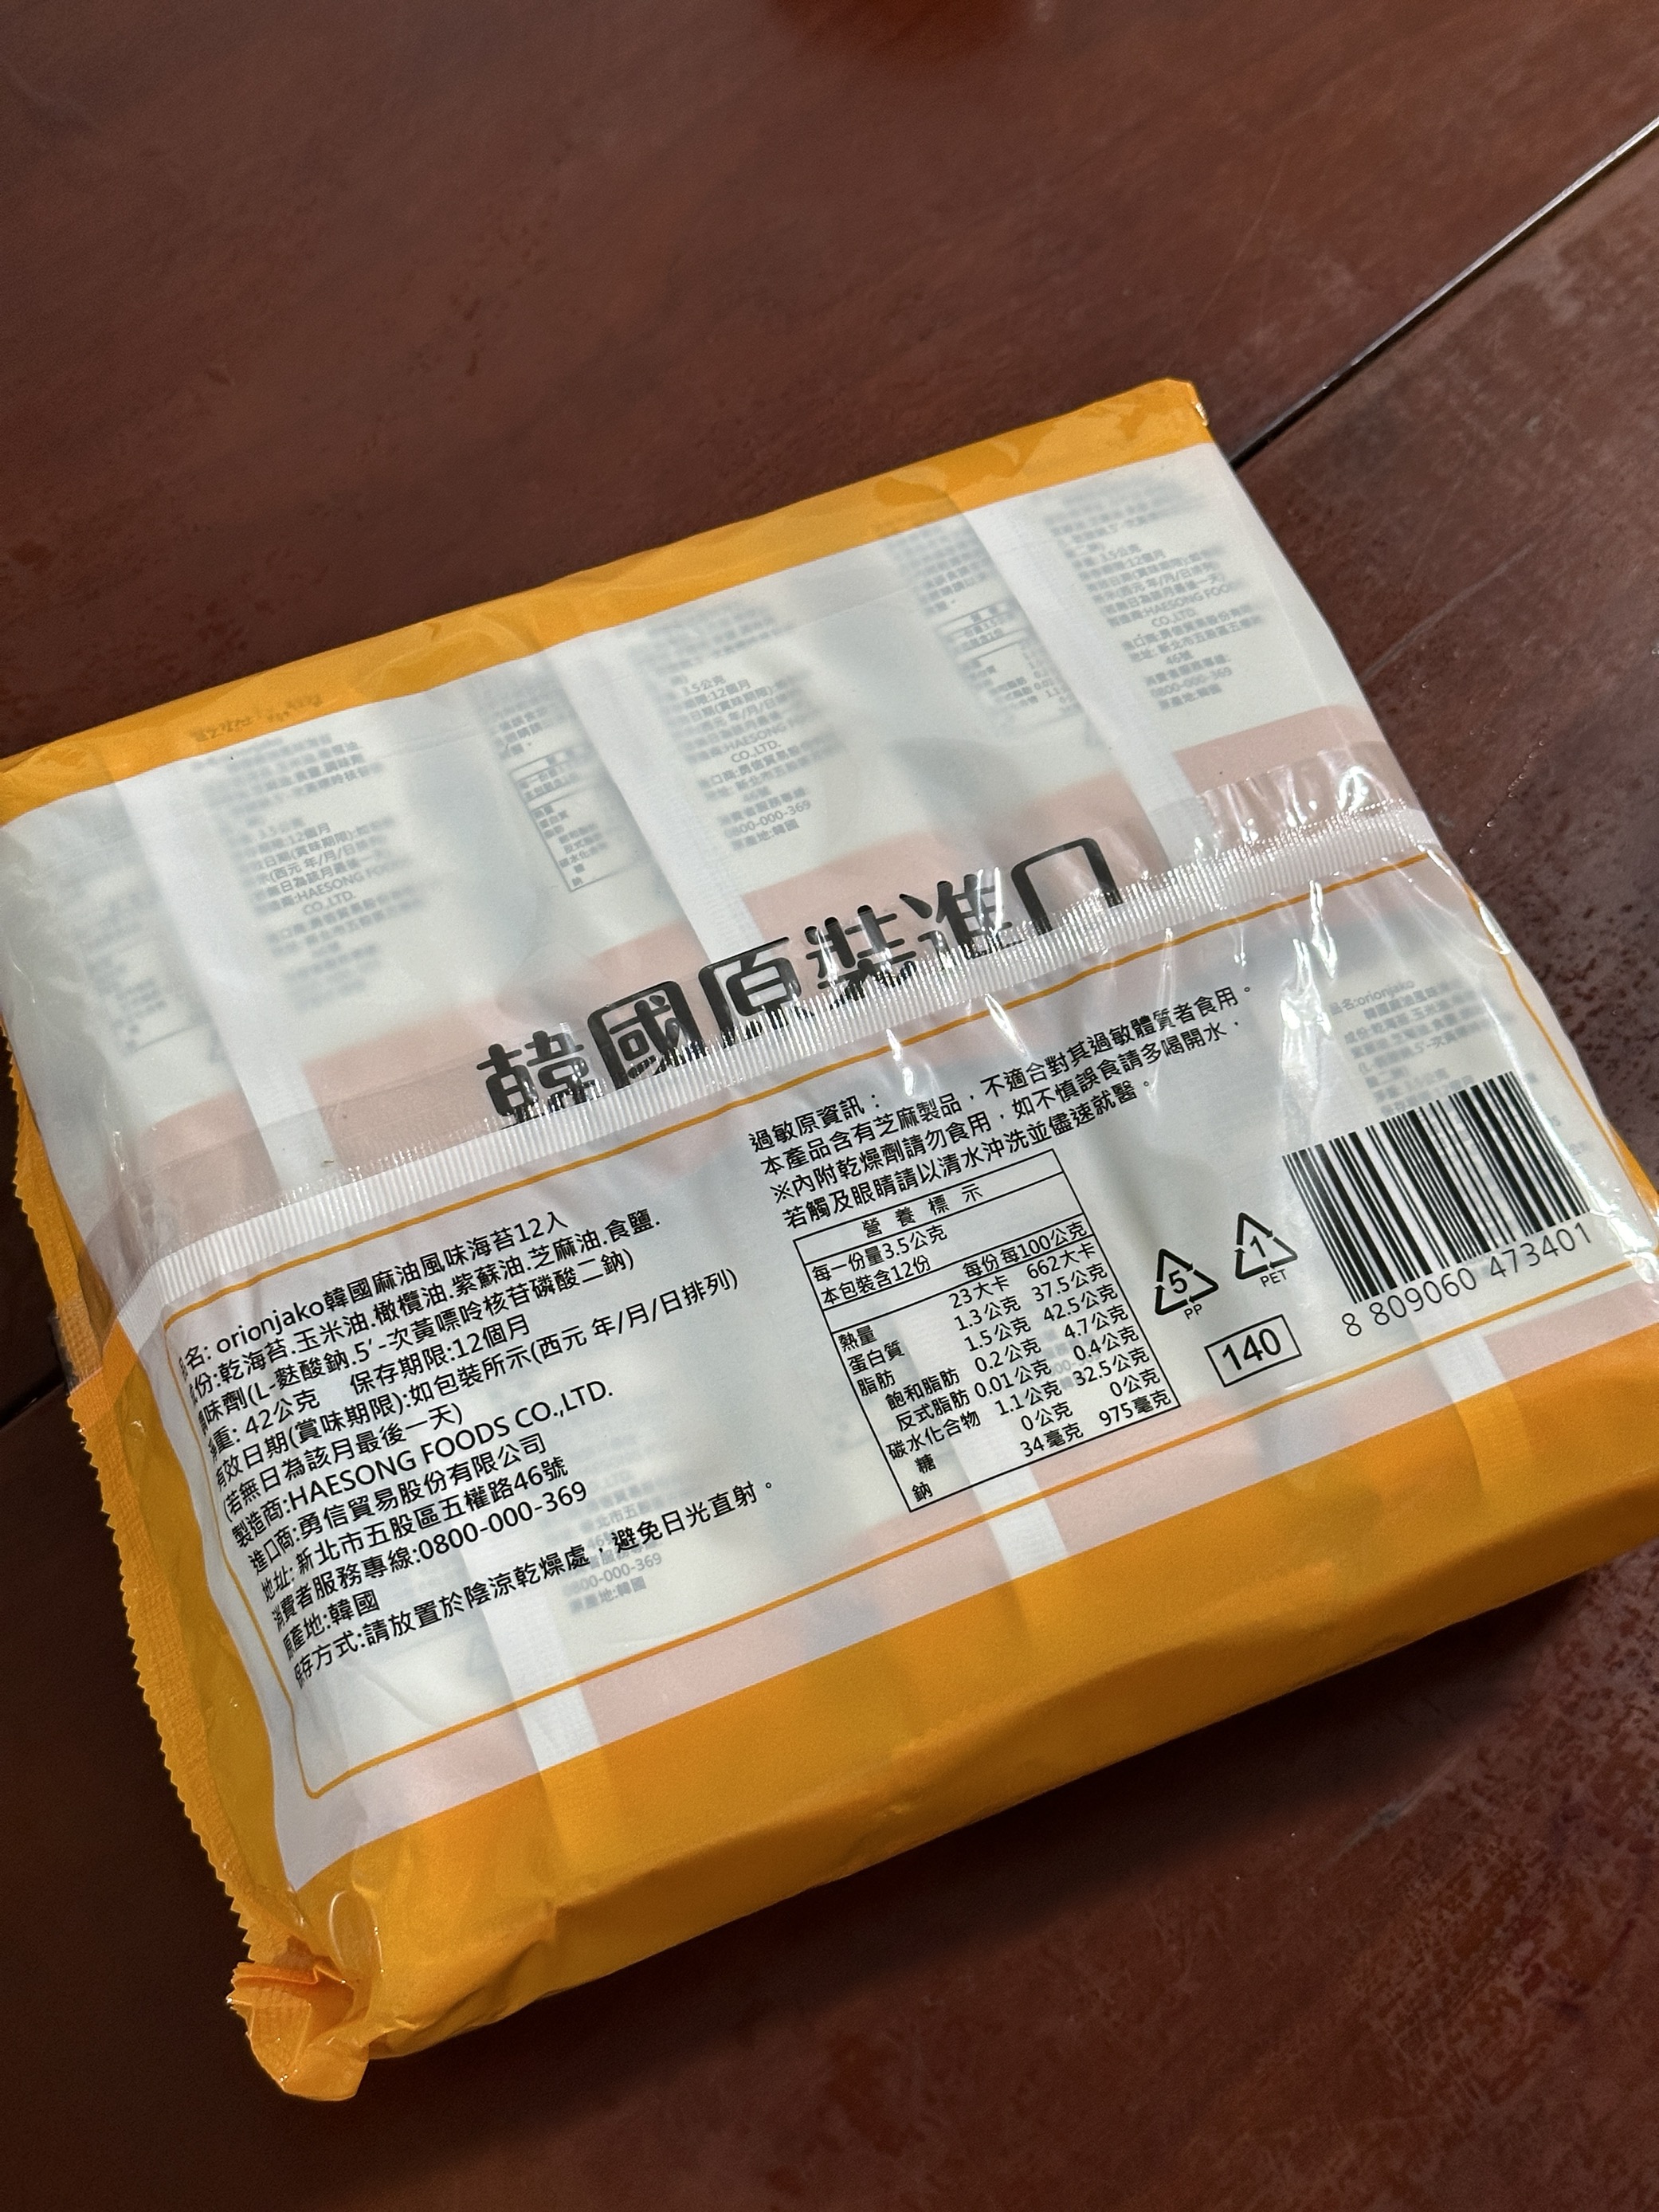 韓國原裝進口
品名: orionjako韓國麻油風味海苔12入
成份:乾海苔.玉米油.橄欖油.紫蘇油.芝麻油.食鹽.
調味劑(L-麩酸鈉.5'-次黃嘌呤核苷磷酸二鈉)
淨重: 42公克 保存期限:12個月
有效日期(賞味期限):如包裝所示(西元 年/月/日排列)
(若無日為該月最後一天)
製造商:HAESONG FOODS CO.,LTD.
進口商:勇信貿易股份有限公司
地址: 新北市五股區五權路46號
消費者服務專線:0800-000-369
原產地:韓國
保存方式:請放置於陰涼乾燥處，避免日光直射。
過敏原資訊：
本產品含有芝麻製品，不適合對其過敏體質者食用。
※內附乾燥劑請勿食用，如不慎誤食請多喝開水，
若觸及眼睛請以清水沖洗並儘速就醫。
營養標示
每一份量3.5公克
本包裝含12份
每份 每100公克
熱量 23大卡 662大卡
蛋白質 1.3公克 37.5公克
脂肪 1.5公克 42.5公克
飽和脂肪 0.2公克 4.7公克
反式脂肪 0.01公克 0.4公克
碳水化合物 1.1公克 32.5公克
糖 0公克 0公克
鈉 34毫克 975毫克
5
PP
1
PET
140
8 809060 473401